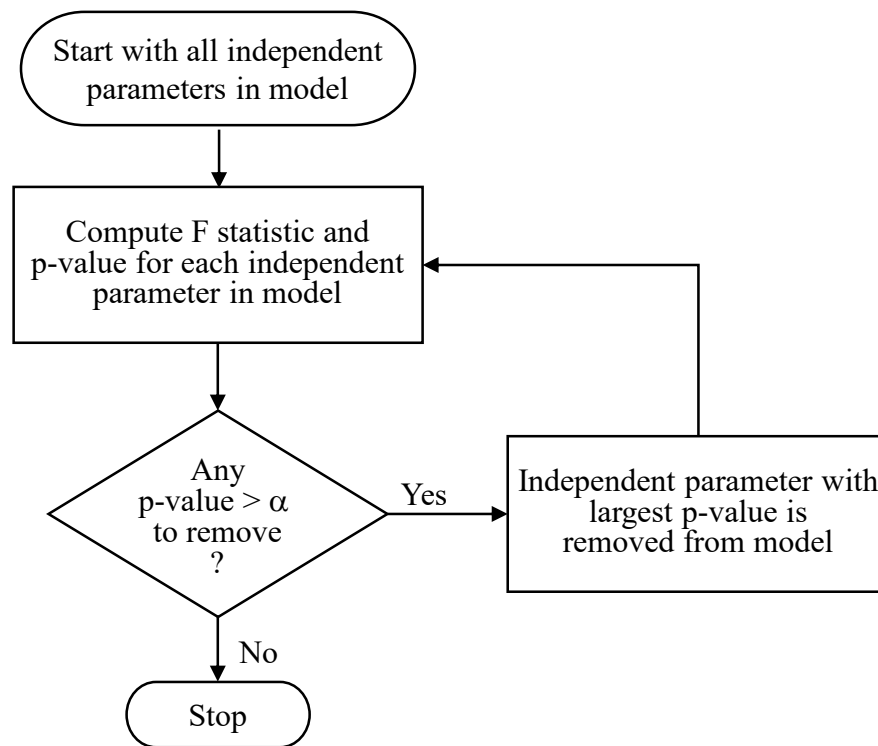 Start with all independent
parameters in model
Compute F statistic and
p-value for each independent
parameter in model
Any
p-value > α
to remove
?
Yes
Independent parameter with
largest p-value is
removed from model
No
Stop